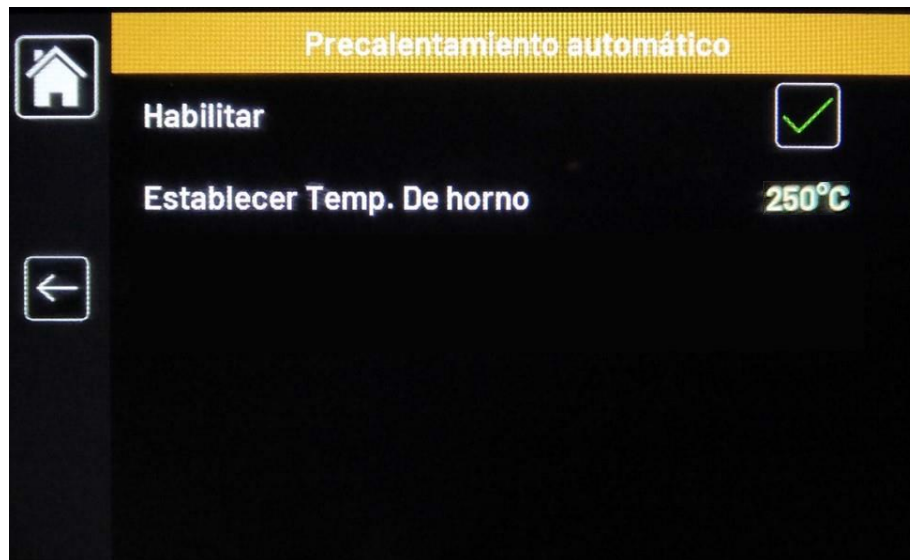 Precalentamiento automático
Habilitar
Establecer Temp. De horno 250°C